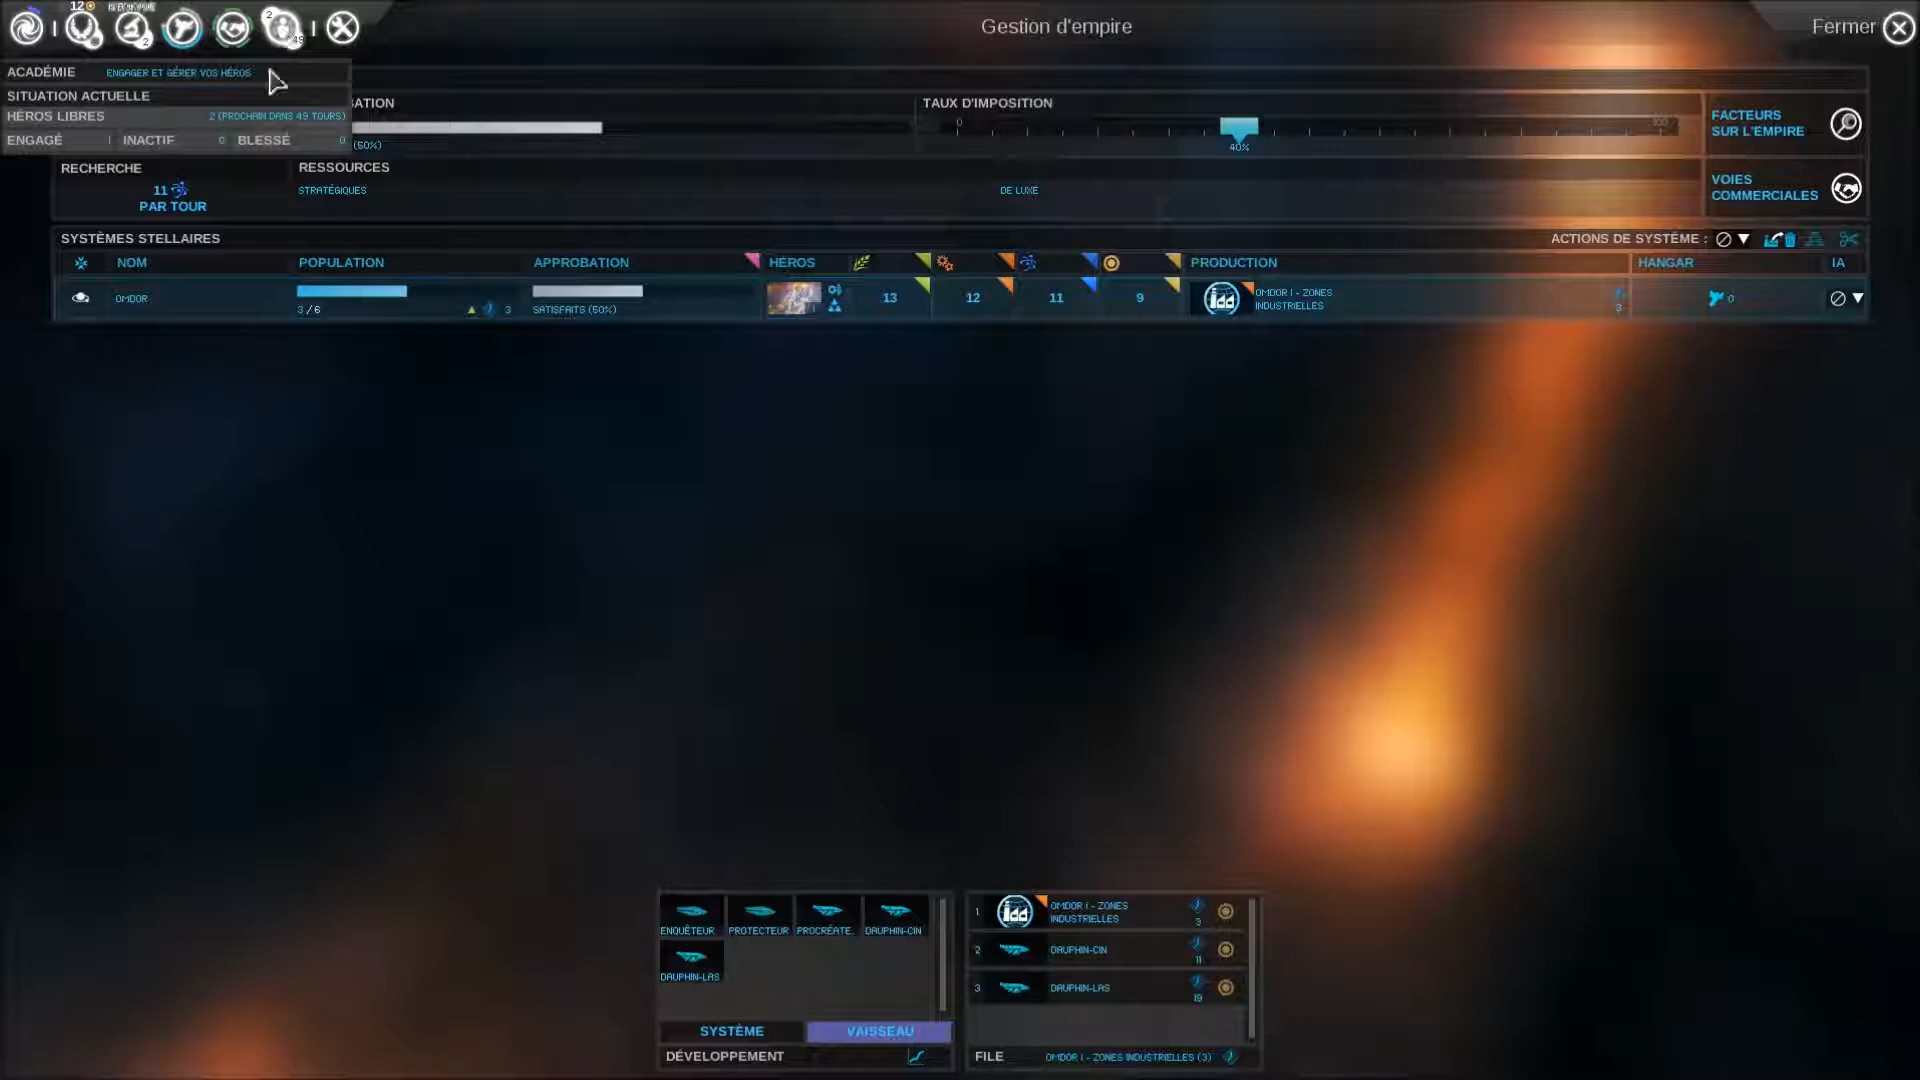 12
Gestion d'empire
Fermer
2
2
49
ACADÉMIE ENGAGER ET GÉRER VOS HÉROS
SITUATION ACTUELLE
HÉROS LIBRES 2 (PROCHAIN DANS 49 TOURS)
ENGAGÉ 1 INACTIF 0 BLESSÉ 0
(50%)
TAUX D'IMPOSITION
0
100
40%
FACTEURS
SUR L'EMPIRE
RECHERCHE
11
PAR TOUR
RESSOURCES
STRATÉGIQUES
DE LUXE
VOIES
COMMERCIALES
SYSTÈMES STELLAIRES
ACTIONS DE SYSTÈME :
NOM POPULATION APPROBATION HÉROS PRODUCTION HANGAR IA
OMDOR
3 / 6
3
SATISFAITS (50%)
13 12 11 9
OMDOR I - ZONES
INDUSTRIELLES
3
0
ENQUÊTEUR PROTECTEUR PROCRÉATE. DAUPHIN-CIN
DAUPHIN-LAS
SYSTÈME VAISSEAU
DÉVELOPPEMENT
1 OMDOR I - ZONES
INDUSTRIELLES 3
2 DAUPHIN-CIN 11
3 DAUPHIN-LAS 19
FILE OMDOR I - ZONES INDUSTRIELLES (3)